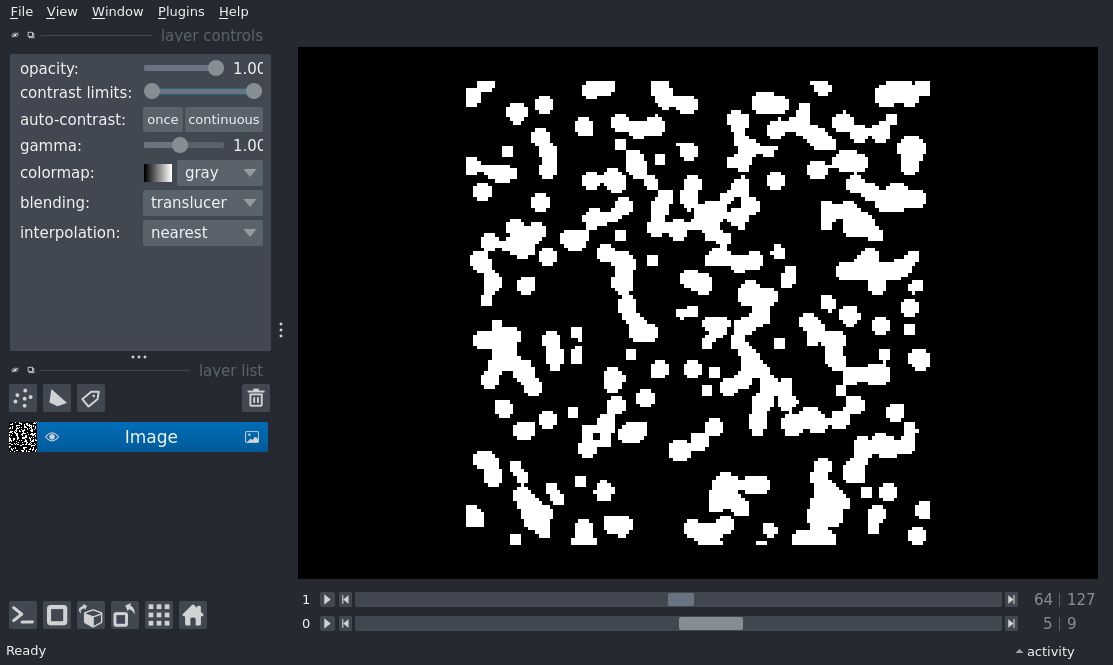 File View Window Plugins Help
layer controls
opacity: 1.00
contrast limits:
auto-contrast: once continuous
gamma: 1.00
colormap: gray
blending: translucer
interpolation: nearest
layer list
Image
1 64 | 127
0 5 | 9
Ready activity